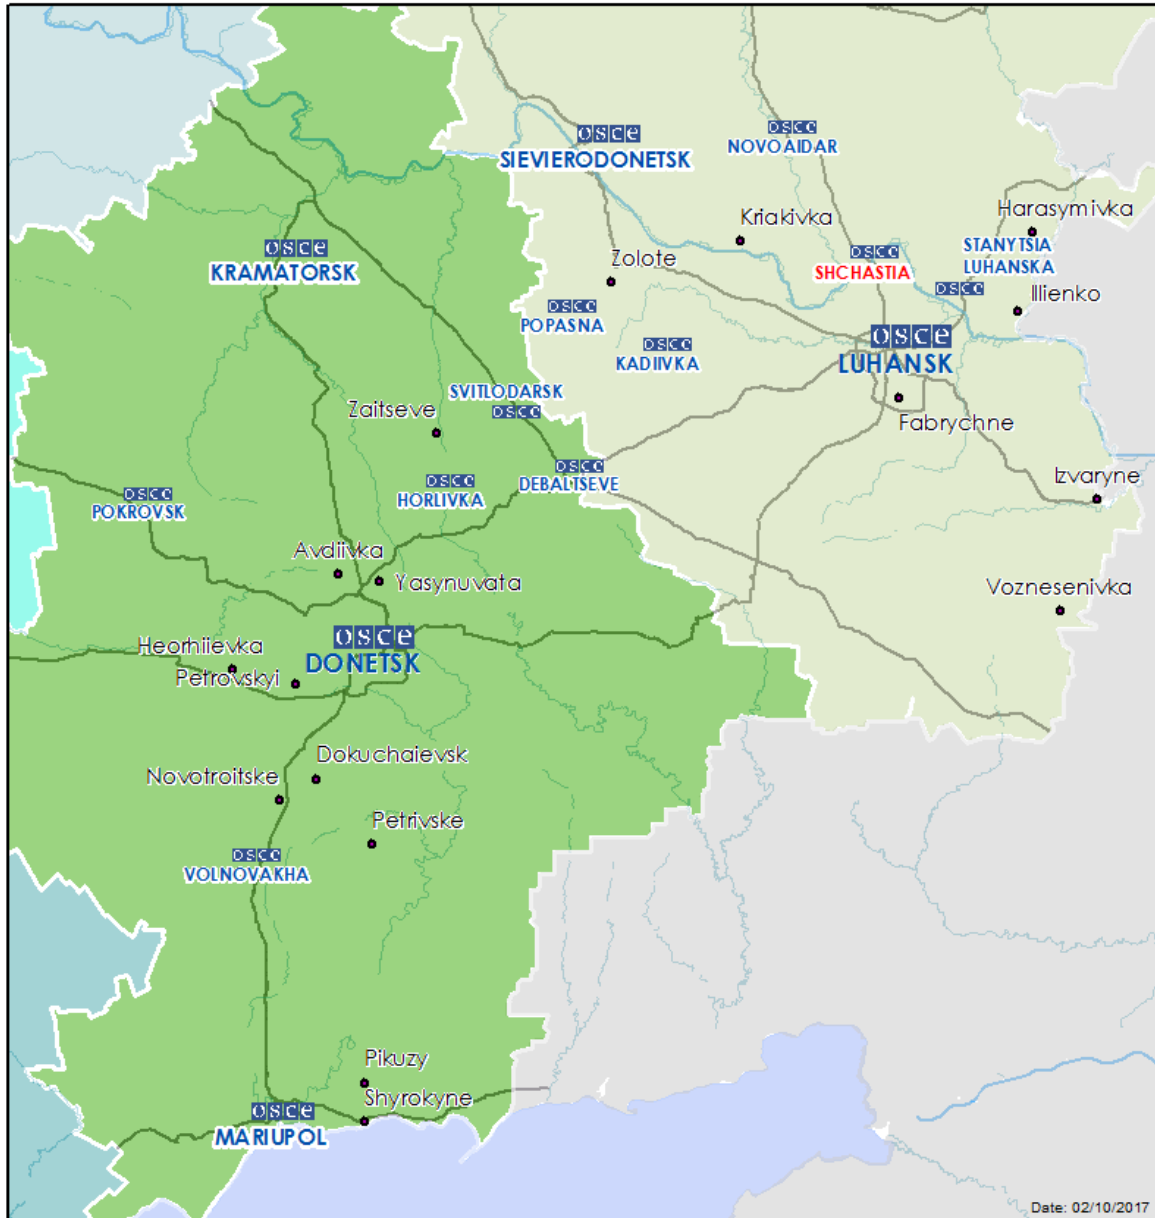 osce
SIEVIERODONETSK
osce
NOVOAIDAR
Harasymivka
Kriakivka
osce
KRAMATORSK
Zolote
osce
SHCHASTIA
STANYTSIA
LUHANSKA
osce
Illienko
osce
POPASNA
osce
KADIIVKA
osce
LUHANSK
SVITLODARSK
osce
Zaitseve
Fabrychne
osce
DEBALTSEVE
osce
HORLIVKA
osce
POKROVSK
Izvaryne
Avdiivka
Yasynuvata
Voznesenivka
osce
DONETSK
Heorhiievka
Petrovskyi
Dokuchaievsk
Novotroitske
Petrivske
osce
VOLNOVAKHA
Pikuzy
Shyrokyne
osce
MARIUPOL
Date: 02/10/2017